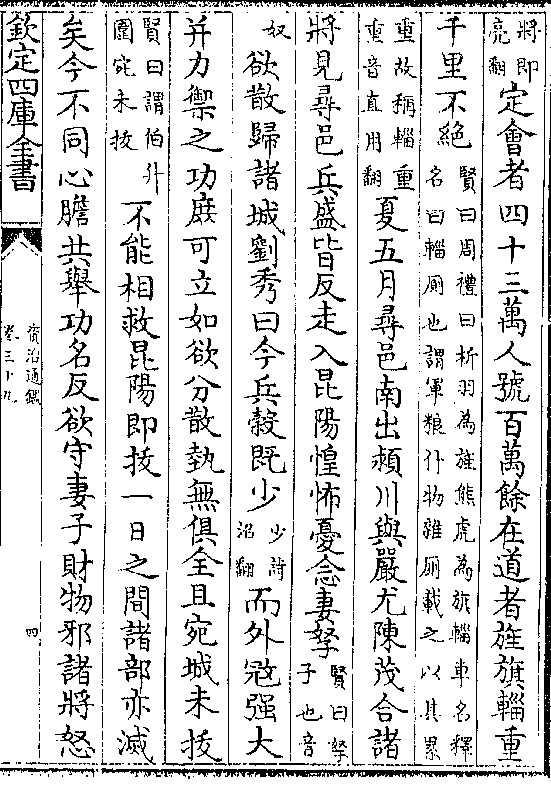 將即亮翻定會者四十三萬人號百萬餘在道者旌旗輜重
千里不絶賢曰周禮曰析羽為旌熊虎為旗輜車名釋名曰輜厠也謂軍粮什物雜厠載之以其累
重故稱輜重重音直用翻夏五月尋邑南出頴川與嚴尤陳茂合諸
將見尋邑兵盛皆反走入昆陽惶怖憂念妻孥賢曰孥子也音
奴欲散歸諸城劉秀曰今兵穀既少少詩沼翻而外宼强大
并力禦之功庶可立如欲分散執無俱全且宛城未抜
賢曰謂伯升圍宛未抜不能相救昆陽即抜一日之間諸部亦滅
矣今不同心膽共舉功名反欲守妻子財物邪諸將怒
欽定四庫全書
資治通鑑
卷三十九
四